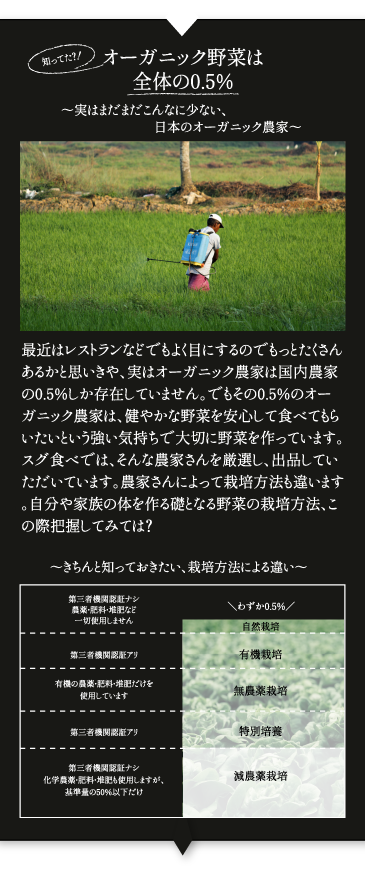 知ってた?!
オーガニック野菜は
全体の0.5%
〜実はまだまだこんなに少ない、
日本のオーガニック農家〜
最近はレストランなどでもよく目にするのでもっとたくさん
あるかと思いきや、実はオーガニック農家は国内農家
の0.5%しか存在していません。でもその0.5%のオー
ガニック農家は、健やかな野菜を安心して食べてもら
いたいという強い気持ちで大切に野菜を作っています。
スグ食べでは、そんな農家さんを厳選し、出品してい
ただいています。農家さんによって栽培方法も違います
。自分や家族の体を作る礎となる野菜の栽培方法、こ
の際把握してみては?
〜きちんと知っておきたい、栽培方法による違い〜
第三者機関認証ナシ
農薬・肥料・堆肥など
一切使用しません
＼わずか0.5%／
自然栽培
第三者機関認証アリ
有機栽培
有機の農薬・肥料・堆肥だけを
使用しています
無農薬栽培
第三者機関認証アリ
特別培養
第三者機関認証ナシ
化学農薬・肥料・堆肥も使用しますが、
基準量の50%以下だけ
減農薬栽培